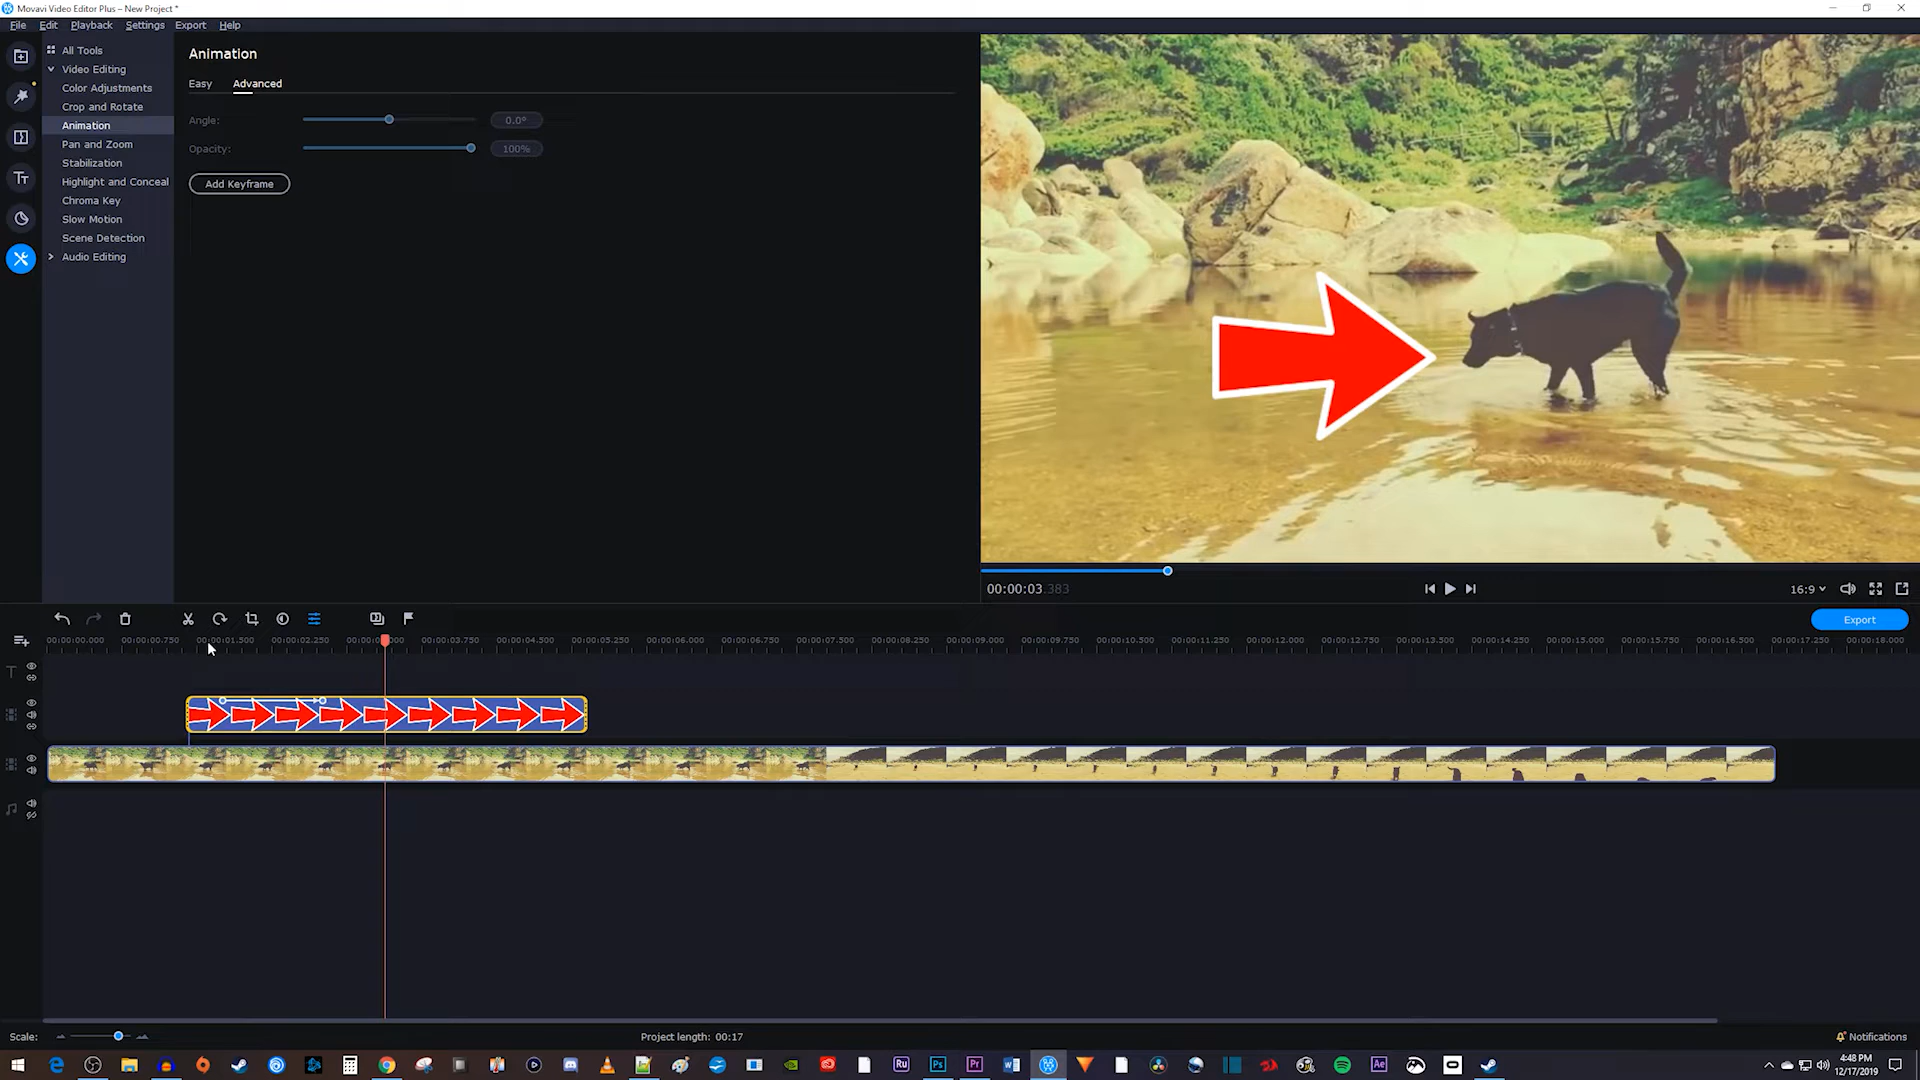 Movavi Video Editor Plus – New Project *
File Edit Playback Settings Export Help
All Tools
Video Editing
Color Adjustments
Crop and Rotate
Animation
Pan and Zoom
Stabilization
Highlight and Conceal
Chroma Key
Slow Motion
Scene Detection
Audio Editing
Animation
Easy Advanced
Angle: 0.0°
Opacity: 100%
Add Keyframe
00:00:03.383
16:9
Export
00:00:00.000 00:00:00.750 00:00:01.500 00:00:02.250 00:00:03.750 00:00:04.500 00:00:05.250 00:00:06.000 00:00:06.750 00:00:07.500 00:00:08.250 00:00:09.000 00:00:09.750 00:00:10.500 00:00:11.250 00:00:12.000 00:00:12.750 00:00:13.500 00:00:14.250 00:00:15.000 00:00:15.750 00:00:16.500 00:00:17.250 00:00:18.000
Scale:
Project length: 00:17
Notifications
Ru Ps Pr Ae
4:48 PM
12/17/2019